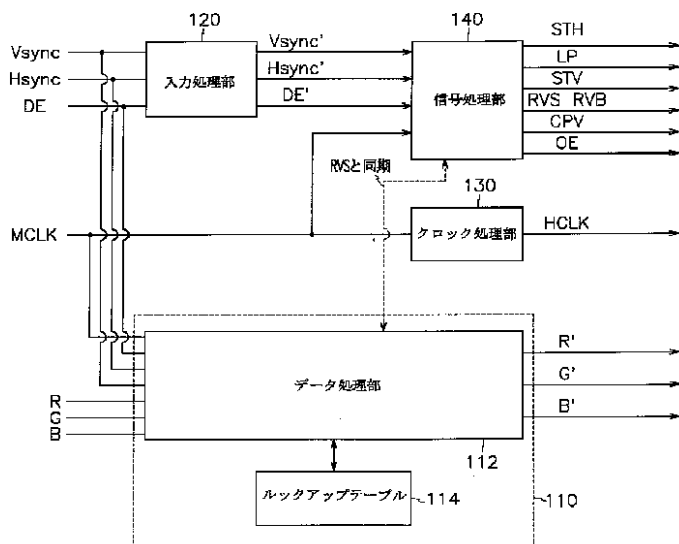 120
140
Vsync
Hsync
DE
入力処理部
Vsync'
Hsync'
DE'
信号処理部
STH
LP
STV
RVS RVB
CPV
OE
RVSと同期
130
MCLK
クロック処理部
HCLK
データ処理部
R'
G'
B'
R
G
B
112
ルックアップテーブル
114
110